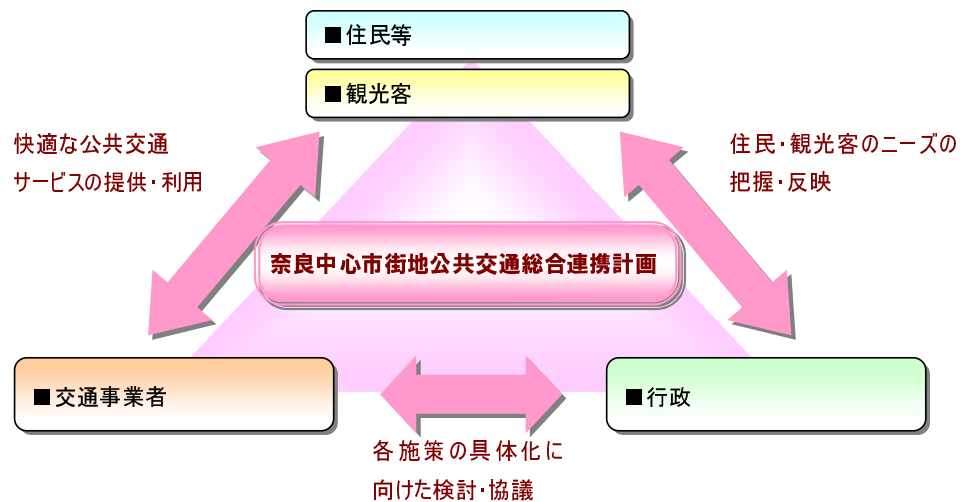 ■住民等
■観光客
快適な公共交通
サービスの提供・利用
住民・観光客のニーズの
把握・反映
奈良中心市街地公共交通総合連携計画
■交通事業者
■行政
各施策の具体化に
向けた検討・協議